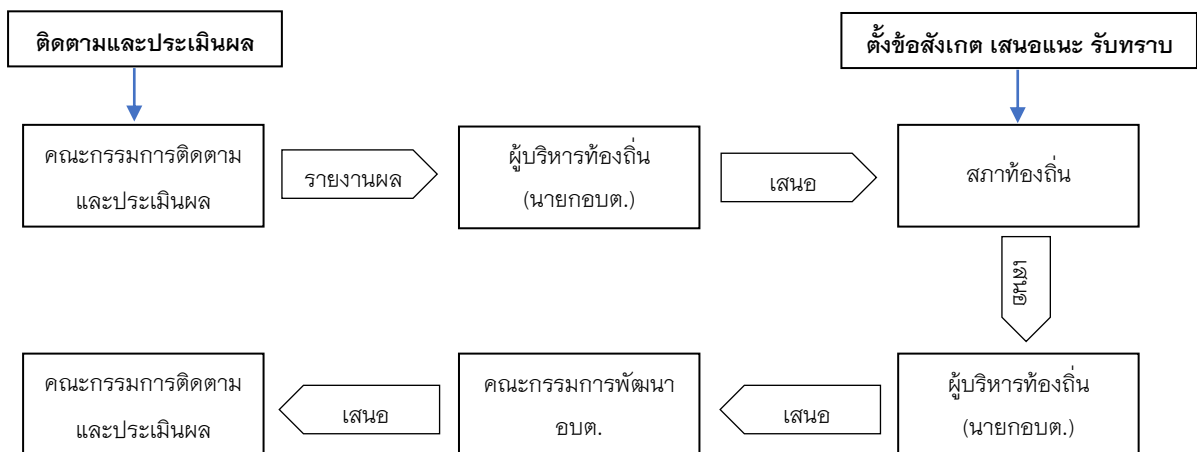 ติดตามและประเมินผล
ตั้งข้อสังเกต เสนอแนะ รับทราบ
คณะกรรมการติดตาม
และประเมินผล
รายงานผล
ผู้บริหารท้องถิ่น
(นายกอบต.)
เสนอ
สภาท้องถิ่น
เสนอ
ผู้บริหารท้องถิ่น
(นายกอบต.)
เสนอ
คณะกรรมการพัฒนา
อบต.
เสนอ
คณะกรรมการติดตาม
และประเมินผล